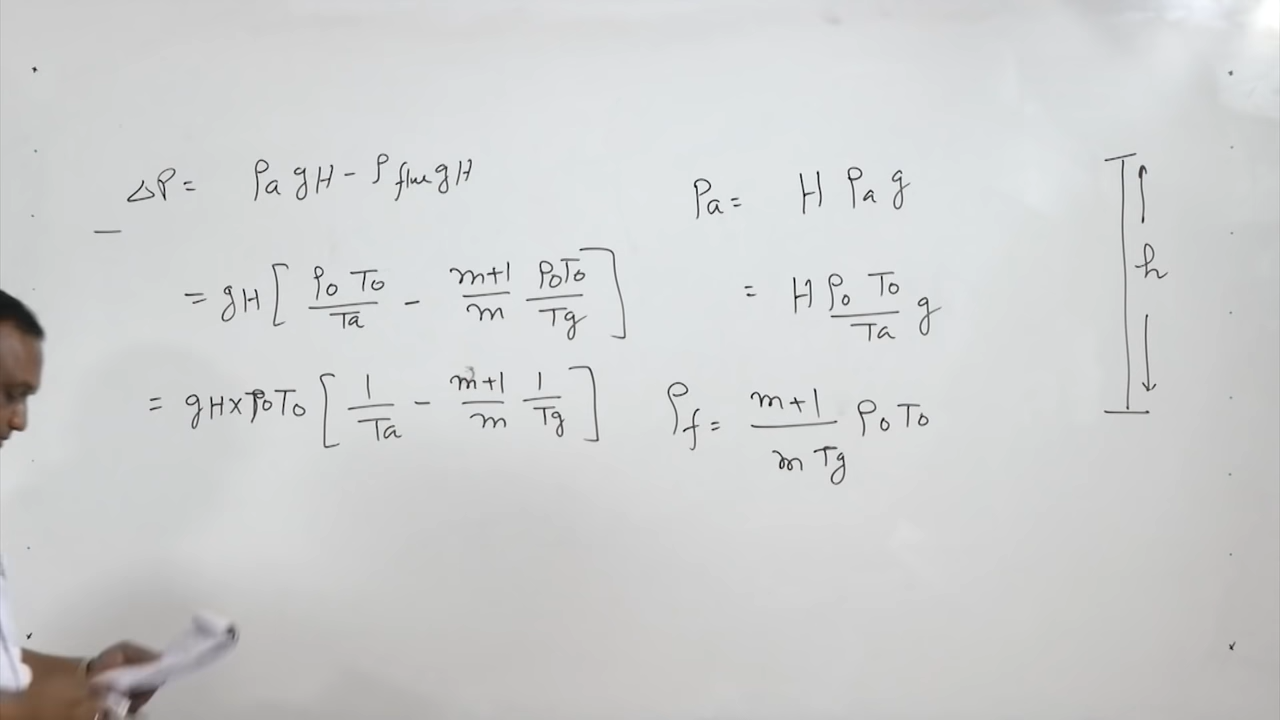 ΔP = ρa gH - ρflue gH
= gH [ ρ0 T0 / Ta - m+1 / m ρ0T0 / Tg ]
= gH x ρ0T0 [ 1 / Ta - m+1 / m 1 / Tg ]
Pa = H ρa g
= H ρ0 T0 / Ta g
ρf = m+1 / m Tg ρ0 T0
h